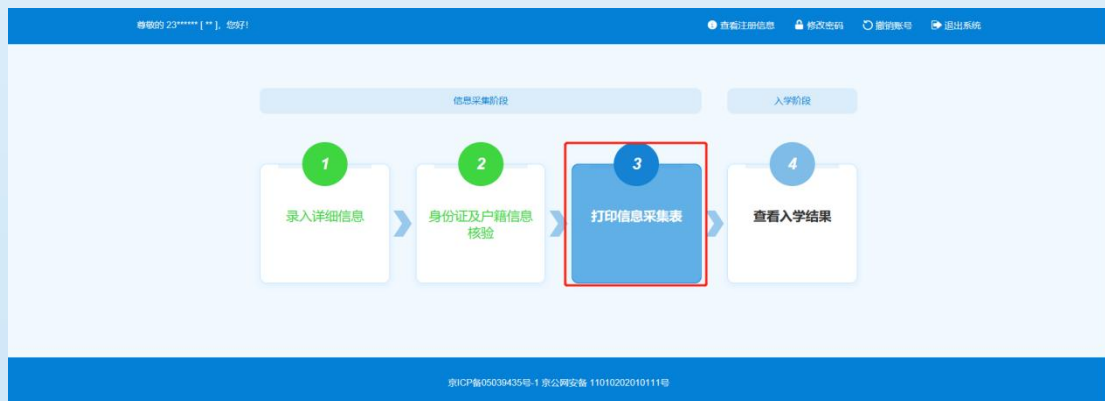 尊敬的 23****** [ ** ]，您好！
查看注册信息 修改密码 撤销账号 退出系统
信息采集阶段 入学阶段
1
录入详细信息
2
身份证及户籍信息
核验
3
打印信息采集表
4
查看入学结果
京ICP备05039435号-1 京公网安备 11010202010111号